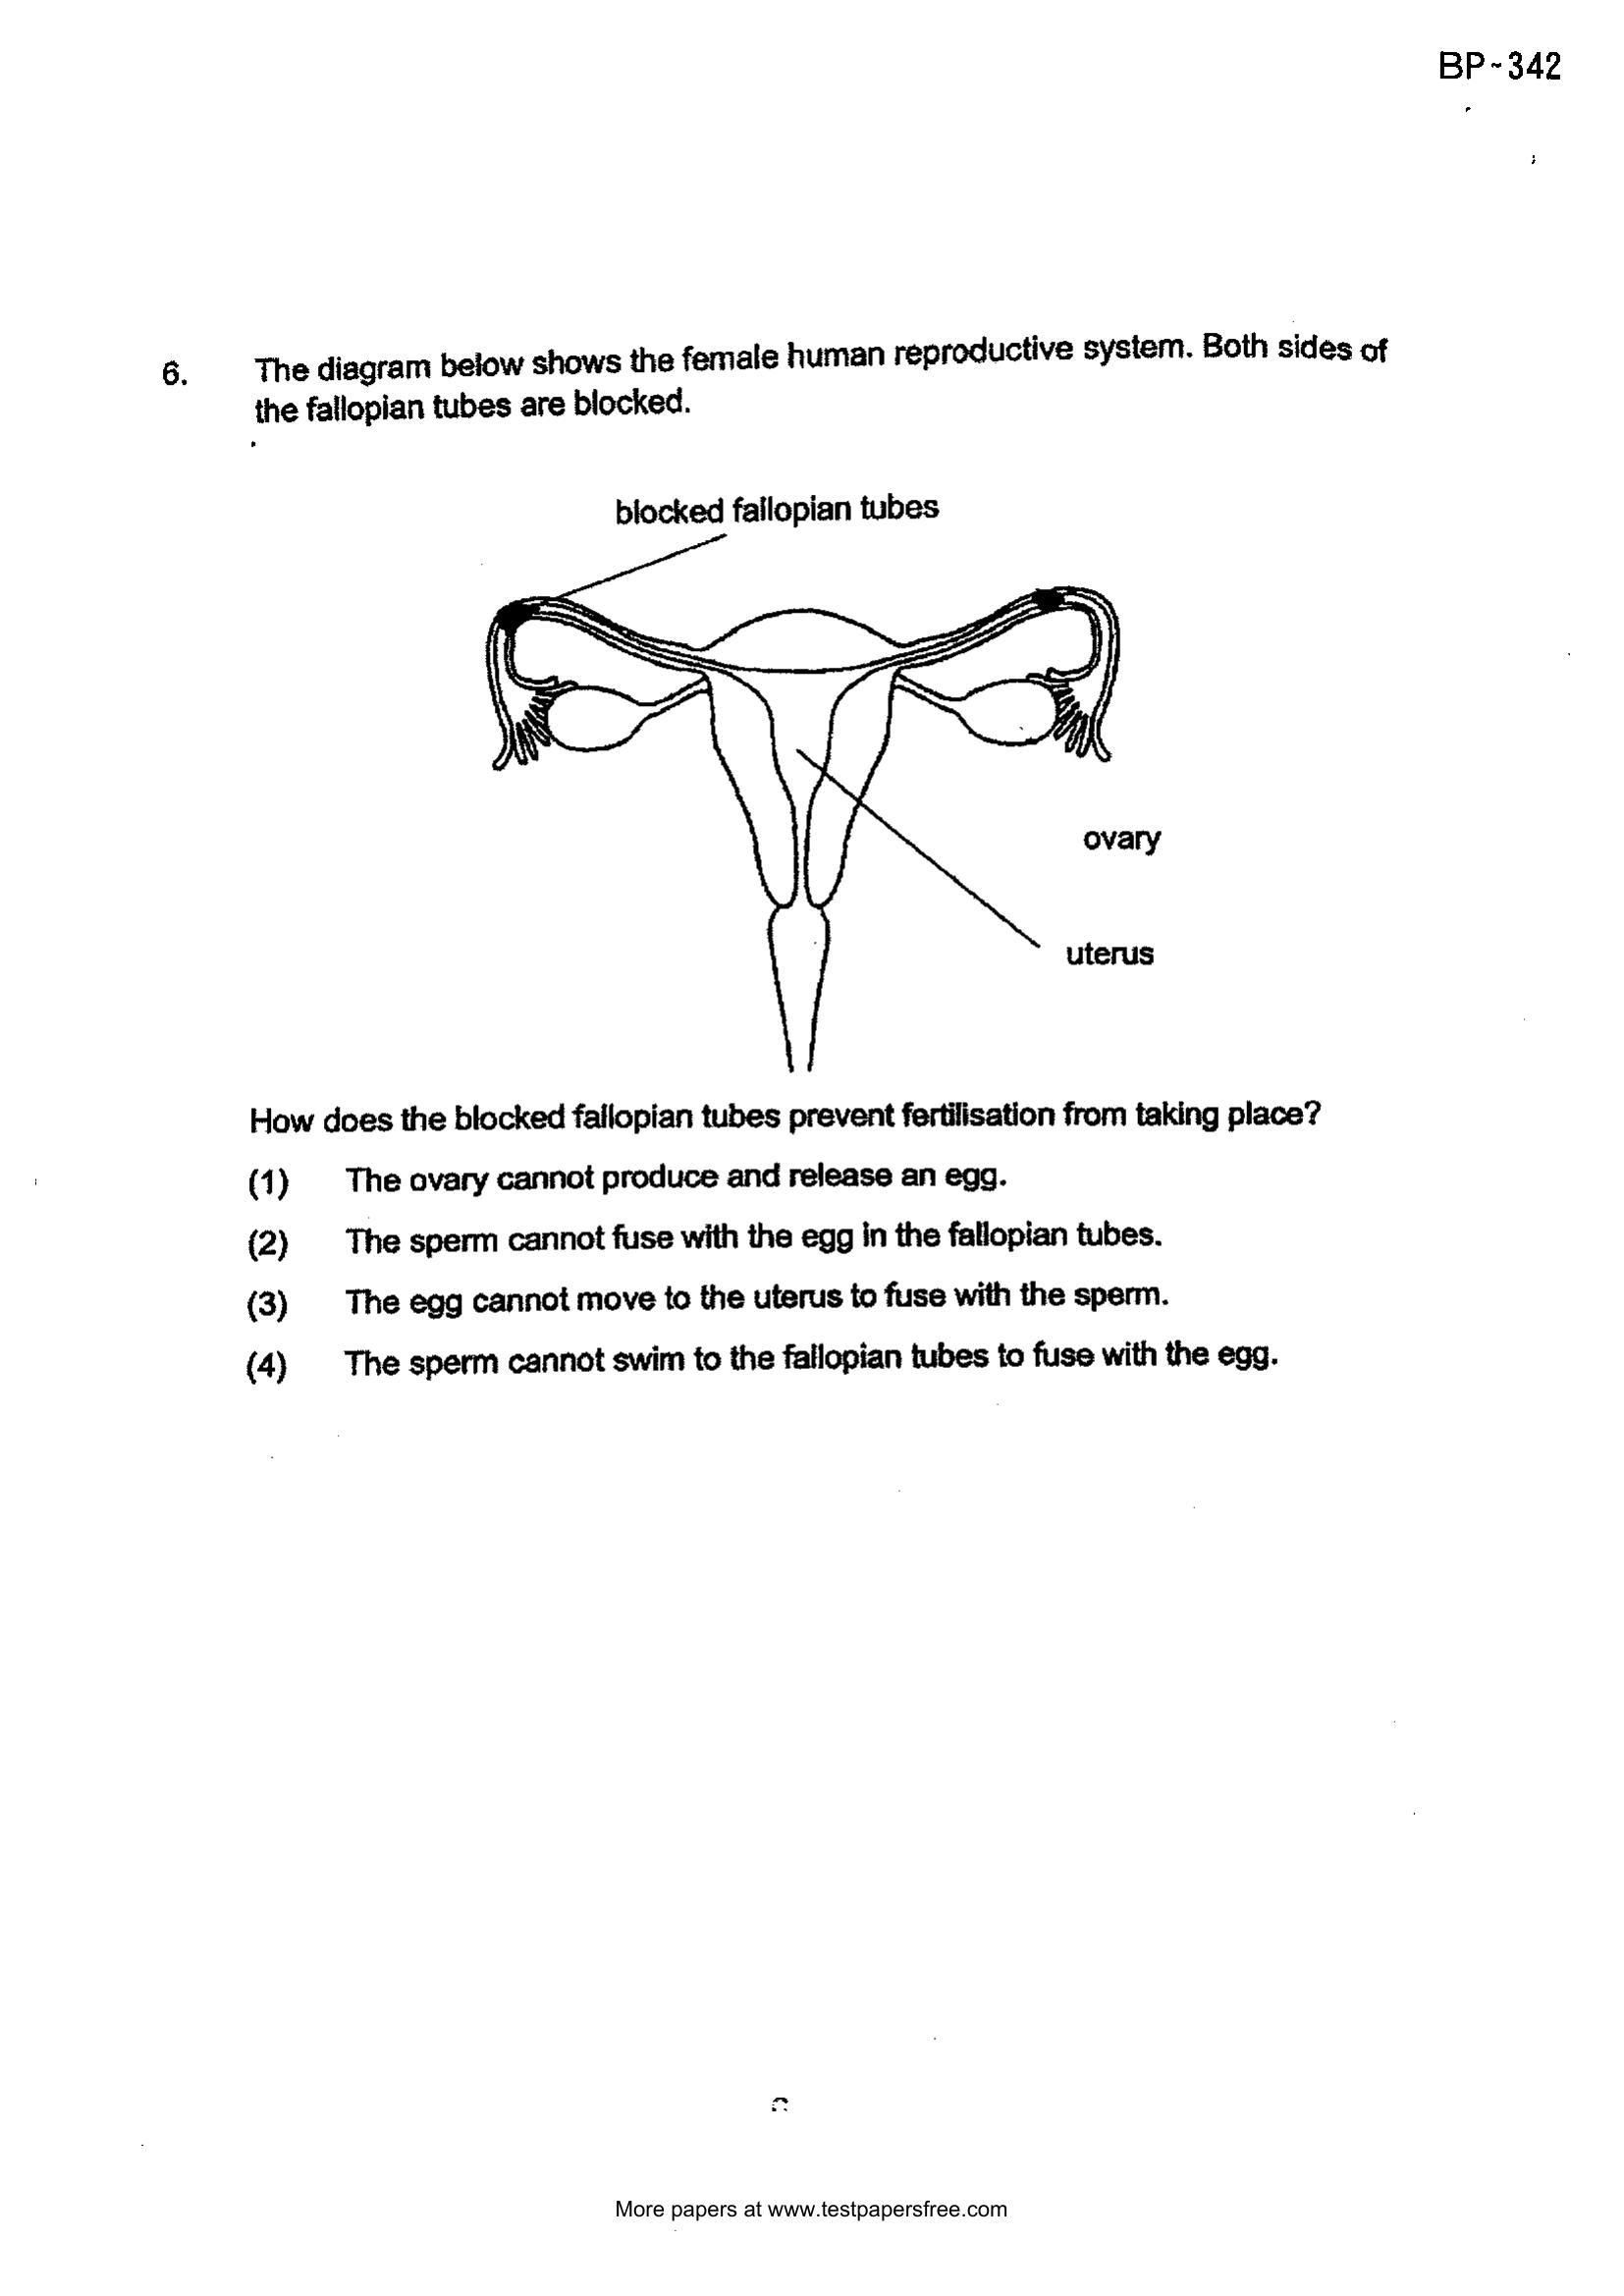 BP~342
6. The diagram below shows the female human reproductive system. Both sides of
the fallopian tubes are blocked.
blocked fallopian tubes
ovary
uterus
How does the blocked fallopian tubes prevent fertilisation from taking place?
(1) The ovary cannot produce and release an egg.
(2) The sperm cannot fuse with the egg in the fallopian tubes.
(3) The egg cannot move to the uterus to fuse with the sperm.
(4) The sperm cannot swim to the fallopian tubes to fuse with the egg.
More papers at www.testpapersfree.com